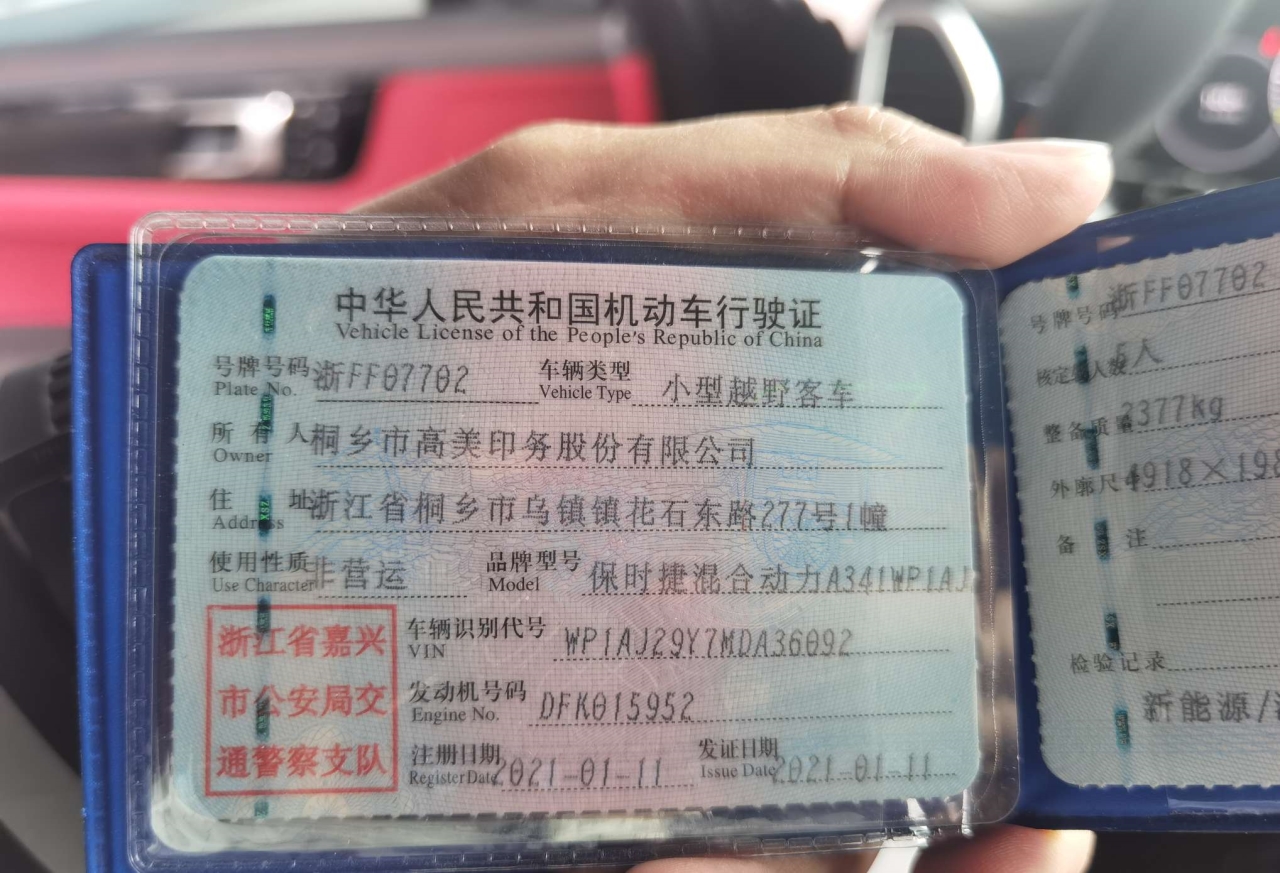 中华人民共和国机动车行驶证
Vehicle License of the People's Republic of China
号牌号码 浙FF07702 车辆类型 小型越野客车
Plate No. Vehicle Type
所有人 桐乡市高美印务股份有限公司
Owner
住址 浙江省桐乡市乌镇镇花石东路277号1幢
Address
使用性质 非营运 品牌型号 保时捷混合动力A341WP1AJ
Use Character Model
浙江省嘉兴
市公安局交
通警察支队
车辆识别代号 WP1AJ29Y7MDA36092
VIN
发动机号码 DFK015952
Engine No.
注册日期 2021-01-11 发证日期 2021-01-11
Register Date Issue Date
号牌号码 浙FF07702
核定载人数 5人
整备质量 2377kg
外廓尺寸 4918×198
备注
检验记录
新能源/